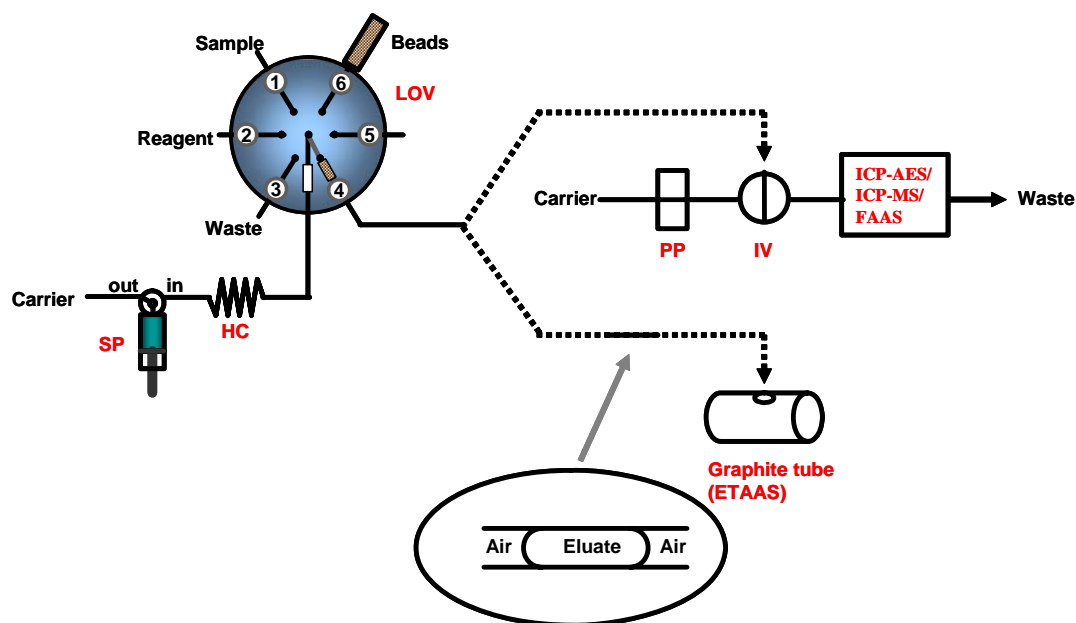 Sample
Beads
1
6
LOV
Reagent
2
5
3
4
Waste
Carrier
out
in
SP
HC
Carrier
PP
IV
ICP-AES/
ICP-MS/
FAAS
Waste
Graphite tube
(ETAAS)
Air
Eluate
Air